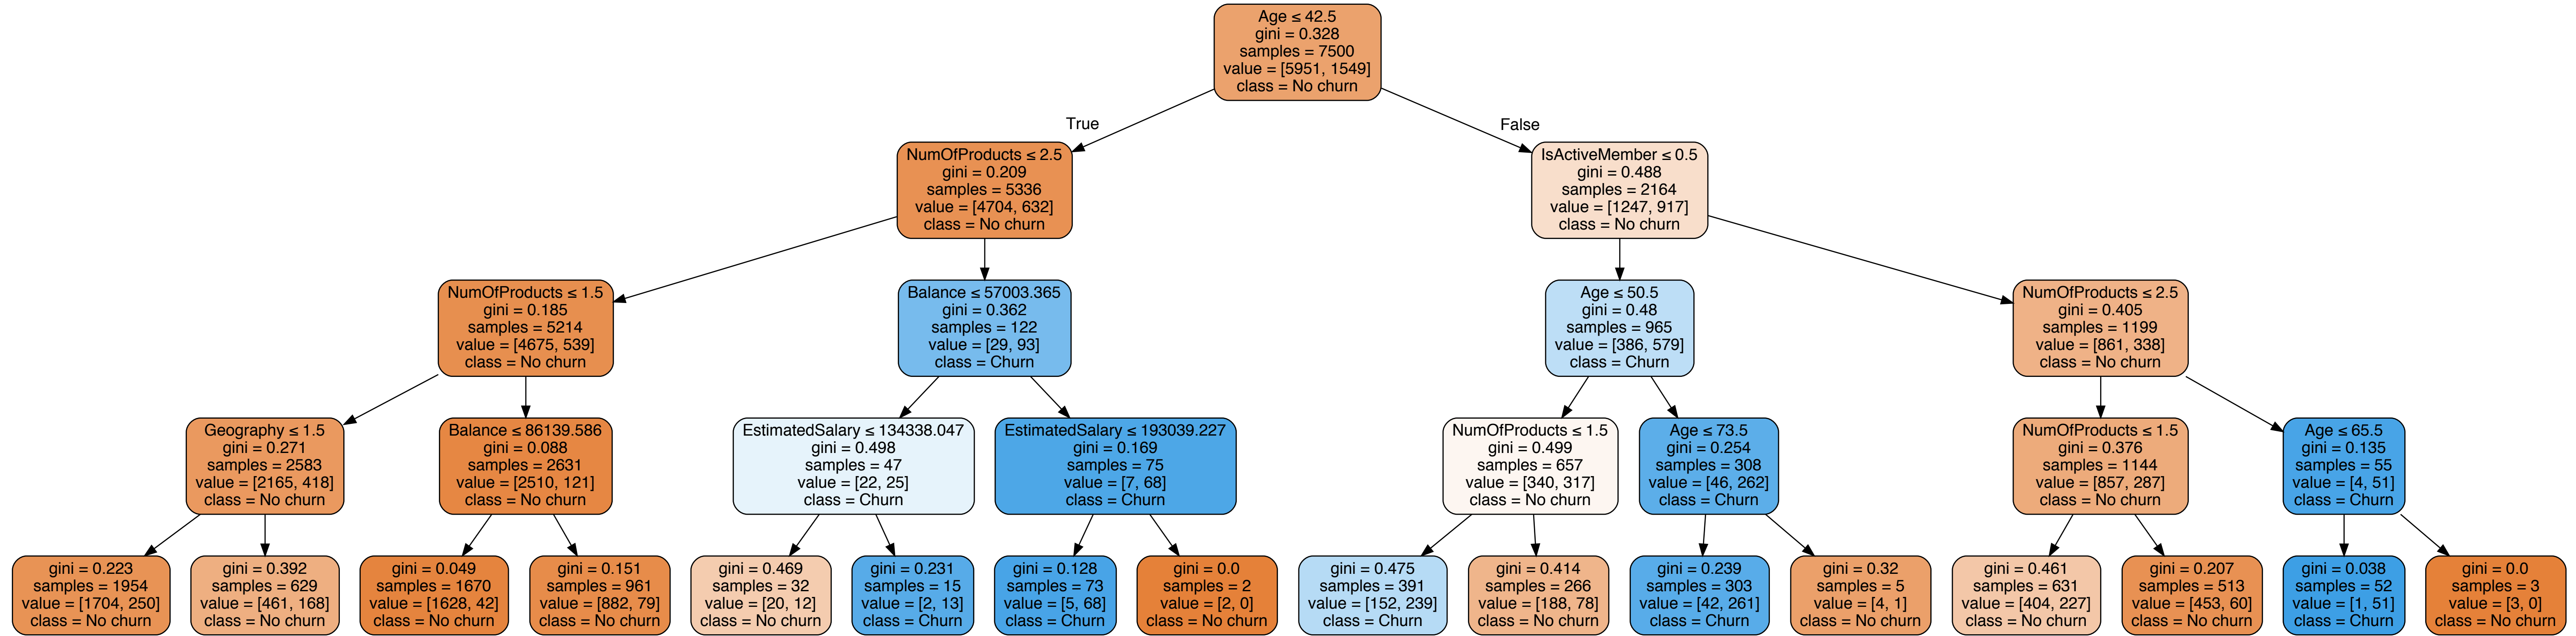 Age ≤ 42.5
gini = 0.328
samples = 7500
value = [5951, 1549]
class = No churn
True
False
NumOfProducts ≤ 2.5
gini = 0.209
samples = 5336
value = [4704, 632]
class = No churn
IsActiveMember ≤ 0.5
gini = 0.488
samples = 2164
value = [1247, 917]
class = No churn
NumOfProducts ≤ 1.5
gini = 0.185
samples = 5214
value = [4675, 539]
class = No churn
Balance ≤ 57003.365
gini = 0.362
samples = 122
value = [29, 93]
class = Churn
Age ≤ 50.5
gini = 0.48
samples = 965
value = [386, 579]
class = Churn
NumOfProducts ≤ 2.5
gini = 0.405
samples = 1199
value = [861, 338]
class = No churn
Geography ≤ 1.5
gini = 0.271
samples = 2583
value = [2165, 418]
class = No churn
Balance ≤ 86139.586
gini = 0.088
samples = 2631
value = [2510, 121]
class = No churn
EstimatedSalary ≤ 134338.047
gini = 0.498
samples = 47
value = [22, 25]
class = Churn
EstimatedSalary ≤ 193039.227
gini = 0.169
samples = 75
value = [7, 68]
class = Churn
NumOfProducts ≤ 1.5
gini = 0.499
samples = 657
value = [340, 317]
class = No churn
Age ≤ 73.5
gini = 0.254
samples = 308
value = [46, 262]
class = Churn
NumOfProducts ≤ 1.5
gini = 0.376
samples = 1144
value = [857, 287]
class = No churn
Age ≤ 65.5
gini = 0.135
samples = 55
value = [4, 51]
class = Churn
gini = 0.223
samples = 1954
value = [1704, 250]
class = No churn
gini = 0.392
samples = 629
value = [461, 168]
class = No churn
gini = 0.049
samples = 1670
value = [1628, 42]
class = No churn
gini = 0.151
samples = 961
value = [882, 79]
class = No churn
gini = 0.469
samples = 32
value = [20, 12]
class = No churn
gini = 0.231
samples = 15
value = [2, 13]
class = Churn
gini = 0.128
samples = 73
value = [5, 68]
class = Churn
gini = 0.0
samples = 2
value = [2, 0]
class = No churn
gini = 0.475
samples = 391
value = [152, 239]
class = Churn
gini = 0.414
samples = 266
value = [188, 78]
class = No churn
gini = 0.239
samples = 303
value = [42, 261]
class = Churn
gini = 0.32
samples = 5
value = [4, 1]
class = No churn
gini = 0.461
samples = 631
value = [404, 227]
class = No churn
gini = 0.207
samples = 513
value = [453, 60]
class = No churn
gini = 0.038
samples = 52
value = [1, 51]
class = Churn
gini = 0.0
samples = 3
value = [3, 0]
class = No churn